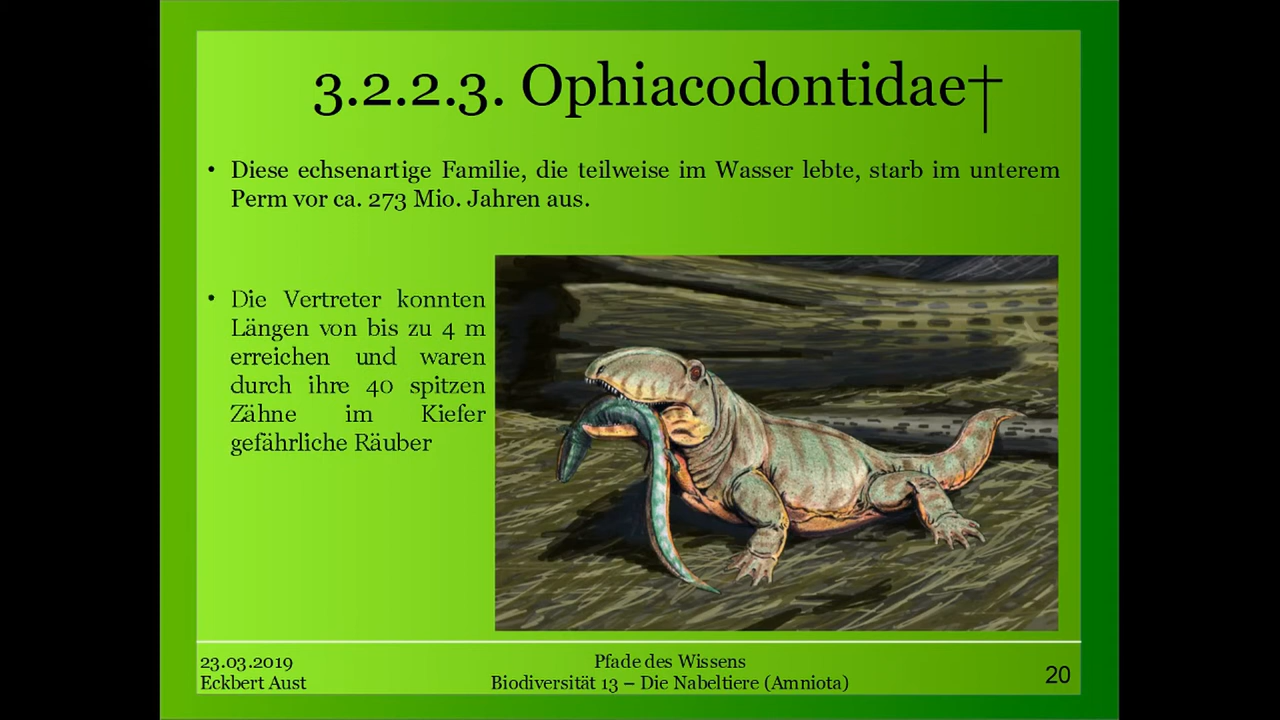 3.2.2.3. Ophiacodontidae†
• Diese echsenartige Familie, die teilweise im Wasser lebte, starb im unterem
Perm vor ca. 273 Mio. Jahren aus.
• Die Vertreter konnten
Längen von bis zu 4 m
erreichen und waren
durch ihre 40 spitzen
Zähne im Kiefer
gefährliche Räuber
23.03.2019
Eckbert Aust
Pfade des Wissens
Biodiversität 13 – Die Nabeltiere (Amniota)
20